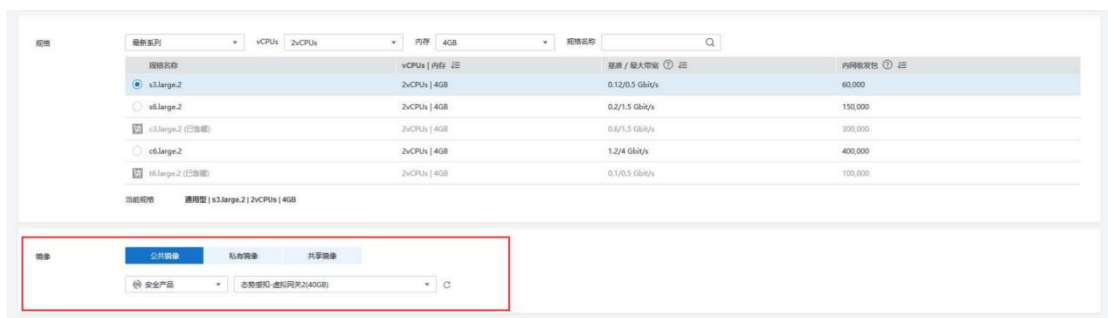 规格 最新系列 vCPUs 2vCPUs 内存 4GB 规格名称
规格名称 vCPUs | 内存 基准 / 最大带宽 内网收发包
s3.large.2 2vCPUs | 4GB 0.12/0.5 Gbit/s 60,000
s6.large.2 2vCPUs | 4GB 0.2/1.5 Gbit/s 150,000
c3.large.2 (已售罄) 2vCPUs | 4GB 0.6/1.5 Gbit/s 300,000
c6.large.2 2vCPUs | 4GB 1.2/4 Gbit/s 400,000
t6.large.2 (已售罄) 2vCPUs | 4GB 0.1/0.5 Gbit/s 100,000
当前规格 通用型 | s3.large.2 | 2vCPUs | 4GB
镜像 公共镜像 私有镜像 共享镜像
安全产品 态势感知-虚拟网关2(40GB)